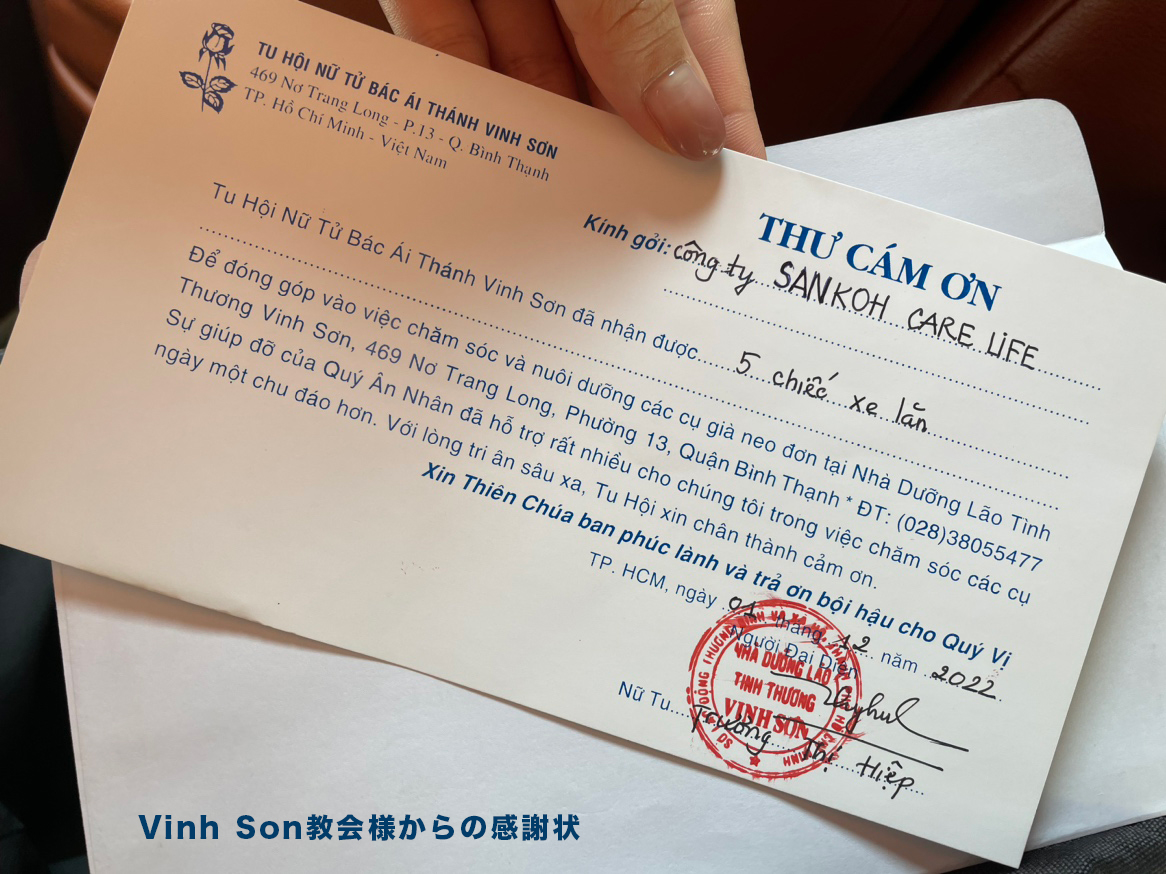 TU HỘI NỮ TỬ BÁC ÁI THÁNH VINH SƠN
469 Nơ Trang Long - P.13 - Q. Bình Thạnh
TP. Hồ Chí Minh - Việt Nam
THƯ CÁM ƠN
Kính gởi: công ty SANKOH CARE LIFE
Tu Hội Nữ Tử Bác Ái Thánh Vinh Sơn đã nhận được 5 chiếc xe lăn
Để đóng góp vào việc chăm sóc và nuôi dưỡng các cụ già neo đơn tại Nhà Dưỡng Lão Tình
Thương Vinh Sơn, 469 Nơ Trang Long, Phường 13, Quận Bình Thạnh * ĐT: (028)38055477
Sự giúp đỡ của Quý Ân Nhân đã hỗ trợ rất nhiều cho chúng tôi trong việc chăm sóc các cụ
ngày một chu đáo hơn. Với lòng tri ân sâu xa, Tu Hội xin chân thành cảm ơn.
Xin Thiên Chúa ban phúc lành và trả ơn bội hậu cho Quý Vị
TP. HCM, ngày 01 tháng 12 năm 2022
Người Đại Diện
NHÀ DƯỠNG LÃO
TÌNH THƯƠNG
VINH SƠN
Nữ Tu Trương Thị Hiệp
Vinh Son教会様からの感謝状